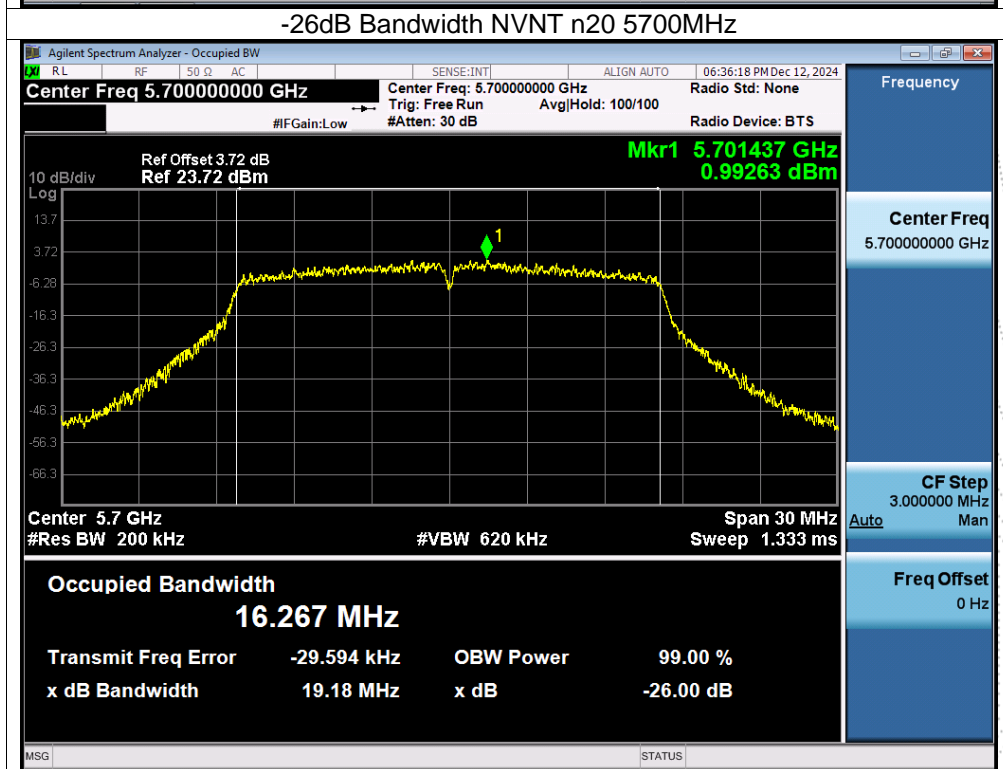 -26dB Bandwidth NVNT n20 5700MHz
Agilent Spectrum Analyzer - Occupied BW
LXI RL RF 50 Ω AC SENSE:INT ALIGN AUTO 06:36:18 PM Dec 12, 2024
Center Freq 5.700000000 GHz
Center Freq: 5.700000000 GHz
Radio Std: None
Trig: Free Run Avg|Hold: 100/100
#IFGain:Low #Atten: 30 dB Radio Device: BTS
Frequency
Mkr1 5.701437 GHz
0.99263 dBm
Ref Offset 3.72 dB
10 dB/div Ref 23.72 dBm
Log
13.7
3.72
-6.28
-16.3
-26.3
-36.3
-46.3
-56.3
-66.3
1
Center 5.7 GHz Span 30 MHz
#Res BW 200 kHz #VBW 620 kHz Sweep 1.333 ms
Center Freq
5.700000000 GHz
CF Step
3.000000 MHz
Auto Man
Freq Offset
0 Hz
Occupied Bandwidth
16.267 MHz
Transmit Freq Error -29.594 kHz OBW Power 99.00 %
x dB Bandwidth 19.18 MHz x dB -26.00 dB
MSG STATUS